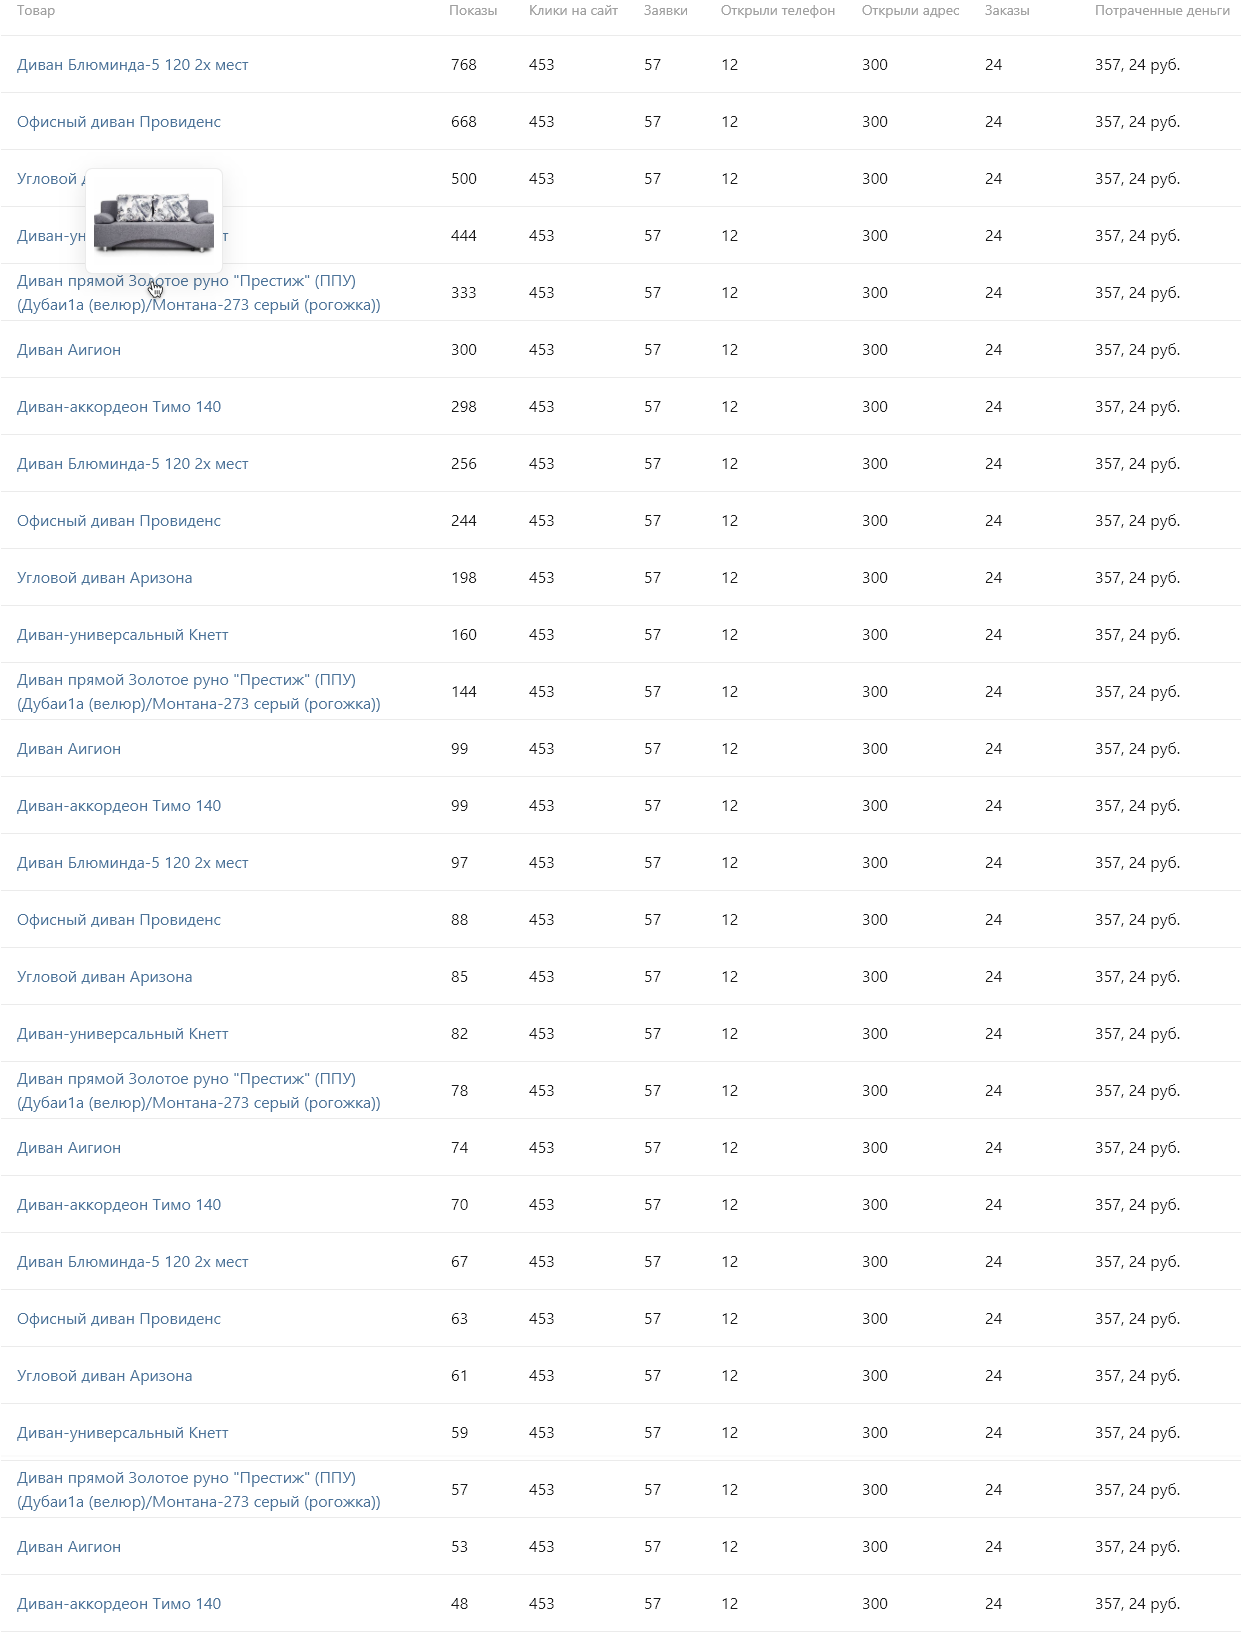 Товар Показы Клики на сайт Заявки Открыли телефон Открыли адрес Заказы Потраченные деньги
Диван Блюминда-5 120 2х мест 768 453 57 12 300 24 357, 24 руб.
Офисный диван Провиденс 668 453 57 12 300 24 357, 24 руб.
Угловой 500 453 57 12 300 24 357, 24 руб.
444 453 57 12 300 24 357, 24 руб.
Диван прямой Золотое руно "Престиж" (ППУ)
(Дубаи1а (велюр)/Монтана-273 серый (рогожка)) 333 453 57 12 300 24 357, 24 руб.
Диван Аигион 300 453 57 12 300 24 357, 24 руб.
Диван-аккордеон Тимо 140 298 453 57 12 300 24 357, 24 руб.
Диван Блюминда-5 120 2х мест 256 453 57 12 300 24 357, 24 руб.
Офисный диван Провиденс 244 453 57 12 300 24 357, 24 руб.
Угловой диван Аризона 198 453 57 12 300 24 357, 24 руб.
Диван-универсальный Кнетт 160 453 57 12 300 24 357, 24 руб.
Диван прямой Золотое руно "Престиж" (ППУ)
(Дубаи1а (велюр)/Монтана-273 серый (рогожка)) 144 453 57 12 300 24 357, 24 руб.
Диван Аигион 99 453 57 12 300 24 357, 24 руб.
Диван-аккордеон Тимо 140 99 453 57 12 300 24 357, 24 руб.
Диван Блюминда-5 120 2х мест 97 453 57 12 300 24 357, 24 руб.
Офисный диван Провиденс 88 453 57 12 300 24 357, 24 руб.
Угловой диван Аризона 85 453 57 12 300 24 357, 24 руб.
Диван-универсальный Кнетт 82 453 57 12 300 24 357, 24 руб.
Диван прямой Золотое руно "Престиж" (ППУ)
(Дубаи1а (велюр)/Монтана-273 серый (рогожка)) 78 453 57 12 300 24 357, 24 руб.
Диван Аигион 74 453 57 12 300 24 357, 24 руб.
Диван-аккордеон Тимо 140 70 453 57 12 300 24 357, 24 руб.
Диван Блюминда-5 120 2х мест 67 453 57 12 300 24 357, 24 руб.
Офисный диван Провиденс 63 453 57 12 300 24 357, 24 руб.
Угловой диван Аризона 61 453 57 12 300 24 357, 24 руб.
Диван-универсальный Кнетт 59 453 57 12 300 24 357, 24 руб.
Диван прямой Золотое руно "Престиж" (ППУ)
(Дубаи1а (велюр)/Монтана-273 серый (рогожка)) 57 453 57 12 300 24 357, 24 руб.
Диван Аигион 53 453 57 12 300 24 357, 24 руб.
Диван-аккордеон Тимо 140 48 453 57 12 300 24 357, 24 руб.